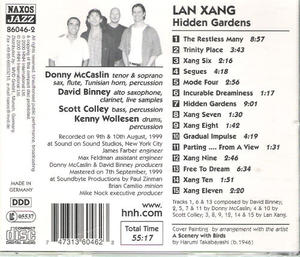 NAXOS
JAZZ
86046-2
LAN XANG
Hidden Gardens
Donny McCaslin tenor & soprano
sax, flute, Tunisian horn, percussion
David Binney alto saxophone,
clarinet, live samples
Scott Colley bass, percussion
Kenny Wollesen drums,
percussion
Recorded on 9th & 10th August, 1999
at Sound on Sound Studios, New York City
James Farber engineer
Max Feldman assistant engineer
Donny McCaslin & David Binney producers
Mastered on 7th September, 1999
at Soundbyte Productions by Paul Zinman
Brian Camilio
Mike Nock executive producer
1 The Restless Many 8:57
2 Trinity Place 3:43
3 Xang Six 2:16
4 Segues 4:18
5 Mode Four 2:56
6 Incurable Dreaminess 1:17
7 Hidden Gardens 9:01
8 Xang Seven 1:30
9 Xang Eight 1:42
10 Gradual Impulse 4:19
11 Parting .... From a View 1:30
12 Xang Nine 2:46
13 Free To Dream 6:34
14 Xang Ten 1:51
15 Xang Eleven 2:20
Tracks 1, 6 & 13 composed by David Binney;
2, 5, 7 & 11 by Donny McCaslin; 4 & 10 by
Scott Colley; 3, 8, 9, 12, 14 & 15 by Lan Xang.
Cover Painting: by arrangement with the artist
A Scenery with Birds
by Harumi Takabayashi (b.1946)
MADE IN
GERMANY
DDD
05537
COMPACT
disc
DIGITAL AUDIO
7 47313 60462
www.
hnh.com
Total Time
55:17